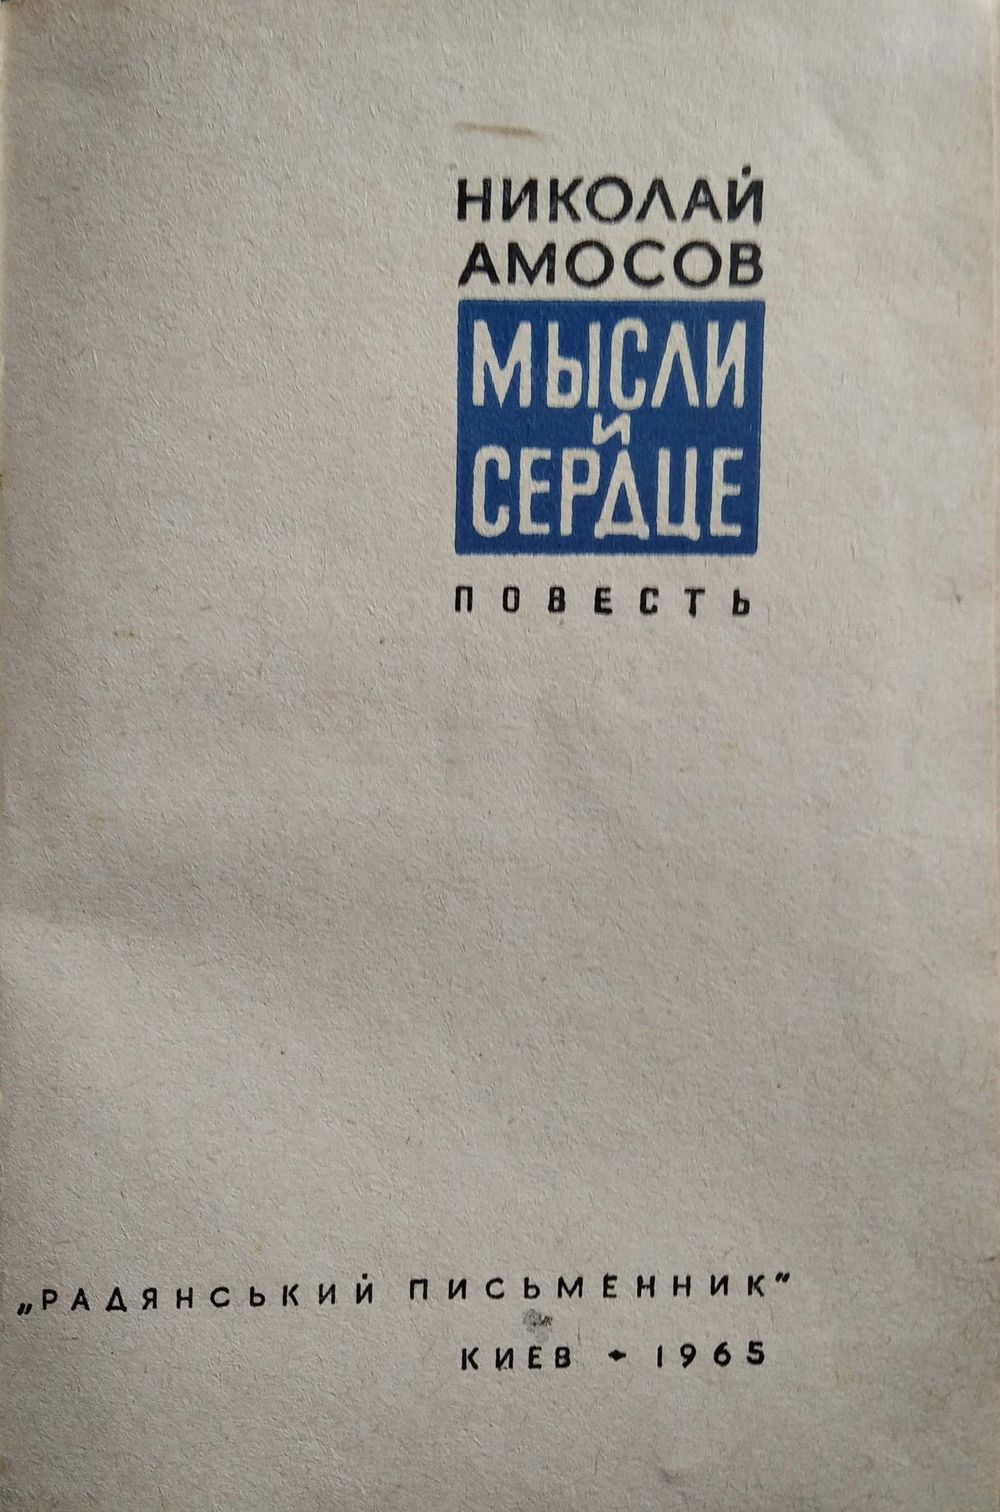 НИКОЛАЙ
АМОСОВ
МЫСЛИ
И
СЕРДЦЕ
ПОВЕСТЬ
„РАДЯНСЬКИЙ ПИСЬМЕННИК”
КИЕВ • 1965